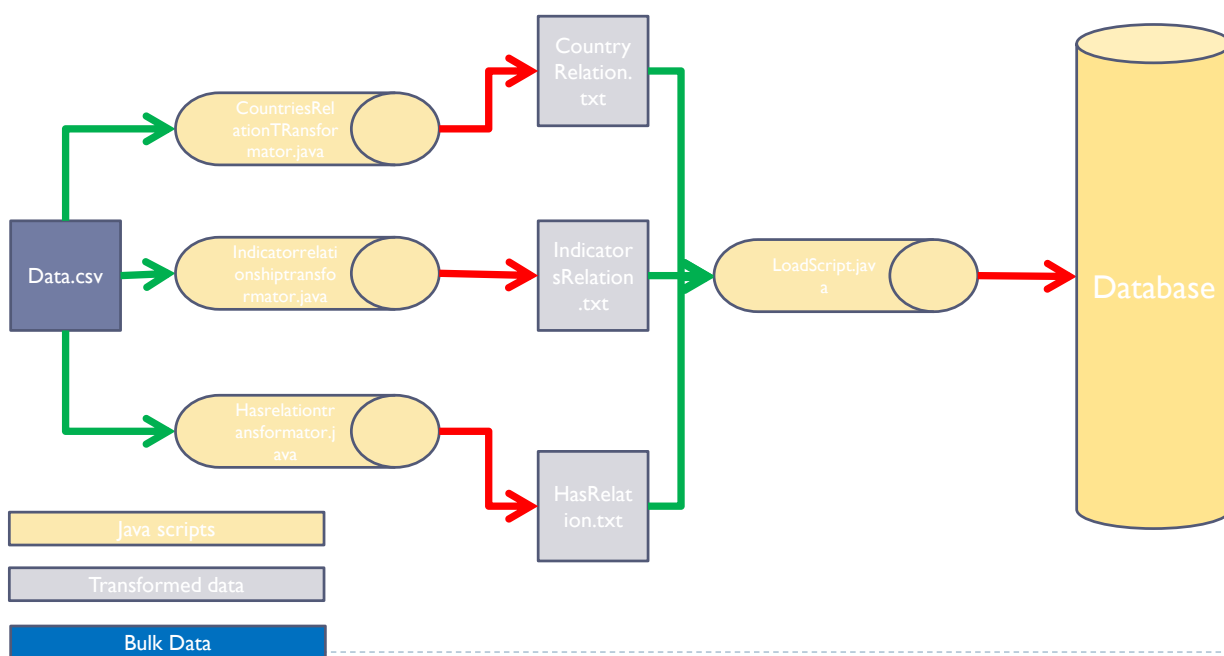 Country
Relation.
txt
CountriesRel
ationTRansfor
mator.java
Data.csv
Indicatorrelati
onshiptransfo
rmator.java
Indicator
sRelation
.txt
LoadScript.jav
a
Database
Hasrelationtr
ansformator.j
ava
HasRelat
ion.txt
Java scripts
Transformed data
Bulk Data